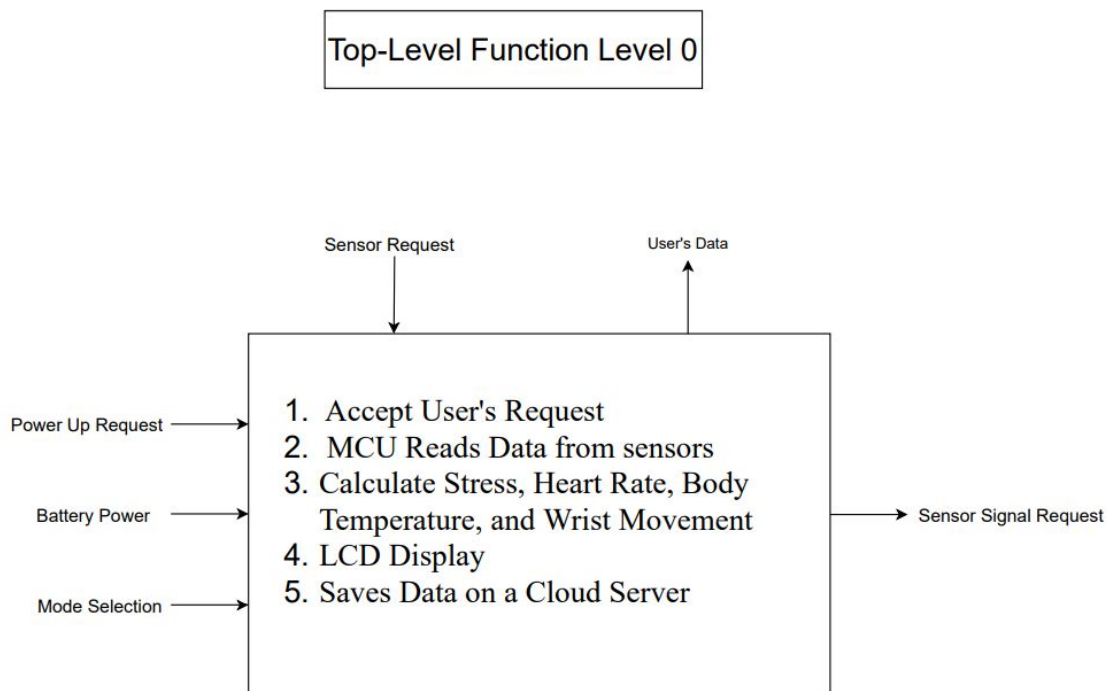 Top-Level Function Level 0
Sensor Request
User's Data
Power Up Request
Battery Power
Mode Selection
1. Accept User's Request
2. MCU Reads Data from sensors
3. Calculate Stress, Heart Rate, Body
Temperature, and Wrist Movement
4. LCD Display
5. Saves Data on a Cloud Server
Sensor Signal Request